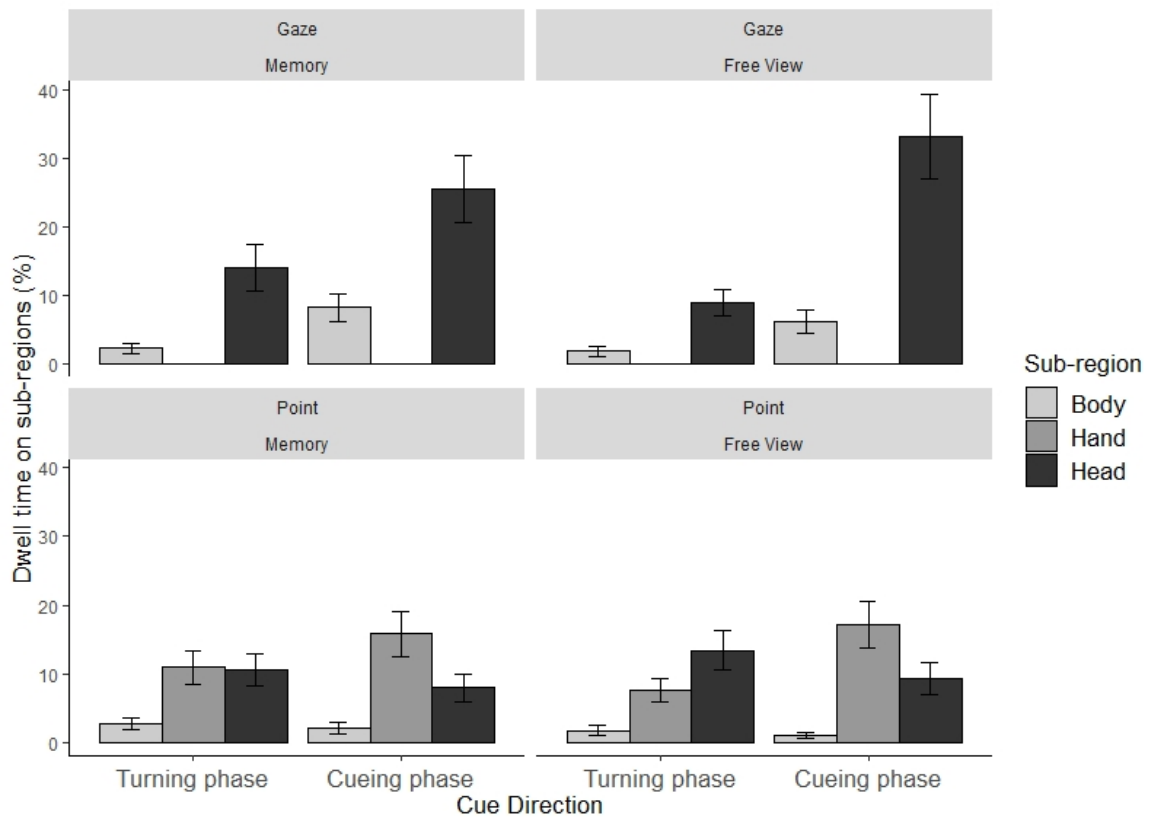 Gaze
Memory
Gaze
Free View
40
30
20
10
0
Point
Memory
Point
Free View
40
30
20
10
0
Dwell time on sub-regions (%)
Turning phase
Cueing phase
Turning phase
Cueing phase
Cue Direction
Sub-region
Body
Hand
Head